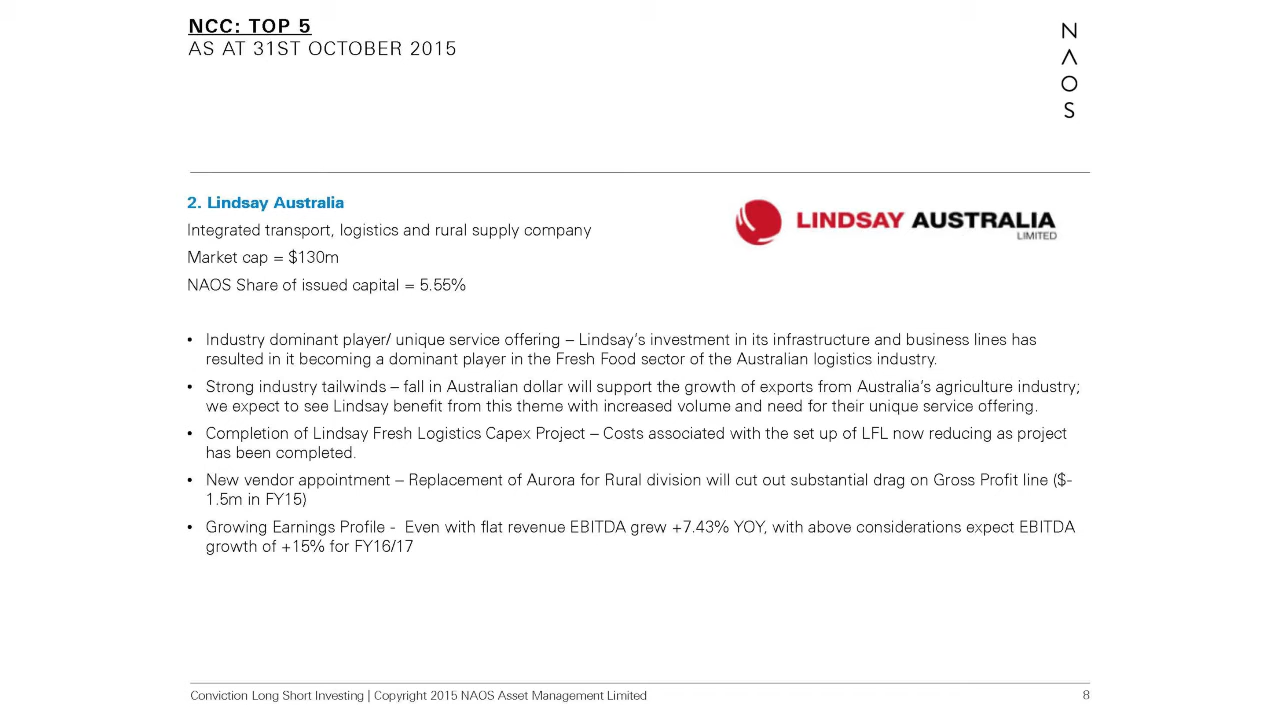 NCC: TOP 5
AS AT 31ST OCTOBER 2015
N
Λ
O
S
2. Lindsay Australia
LINDSAY AUSTRALIA
LIMITED
Integrated transport, logistics and rural supply company
Market cap = $130m
NAOS Share of issued capital = 5.55%
• Industry dominant player/ unique service offering – Lindsay's investment in its infrastructure and business lines has
resulted in it becoming a dominant player in the Fresh Food sector of the Australian logistics industry.
• Strong industry tailwinds – fall in Australian dollar will support the growth of exports from Australia's agriculture industry;
we expect to see Lindsay benefit from this theme with increased volume and need for their unique service offering.
• Completion of Lindsay Fresh Logistics Capex Project – Costs associated with the set up of LFL now reducing as project
has been completed.
• New vendor appointment – Replacement of Aurora for Rural division will cut out substantial drag on Gross Profit line ($-
1.5m in FY15)
• Growing Earnings Profile - Even with flat revenue EBITDA grew +7.43% YOY, with above considerations expect EBITDA
growth of +15% for FY16/17
Conviction Long Short Investing | Copyright 2015 NAOS Asset Management Limited
8